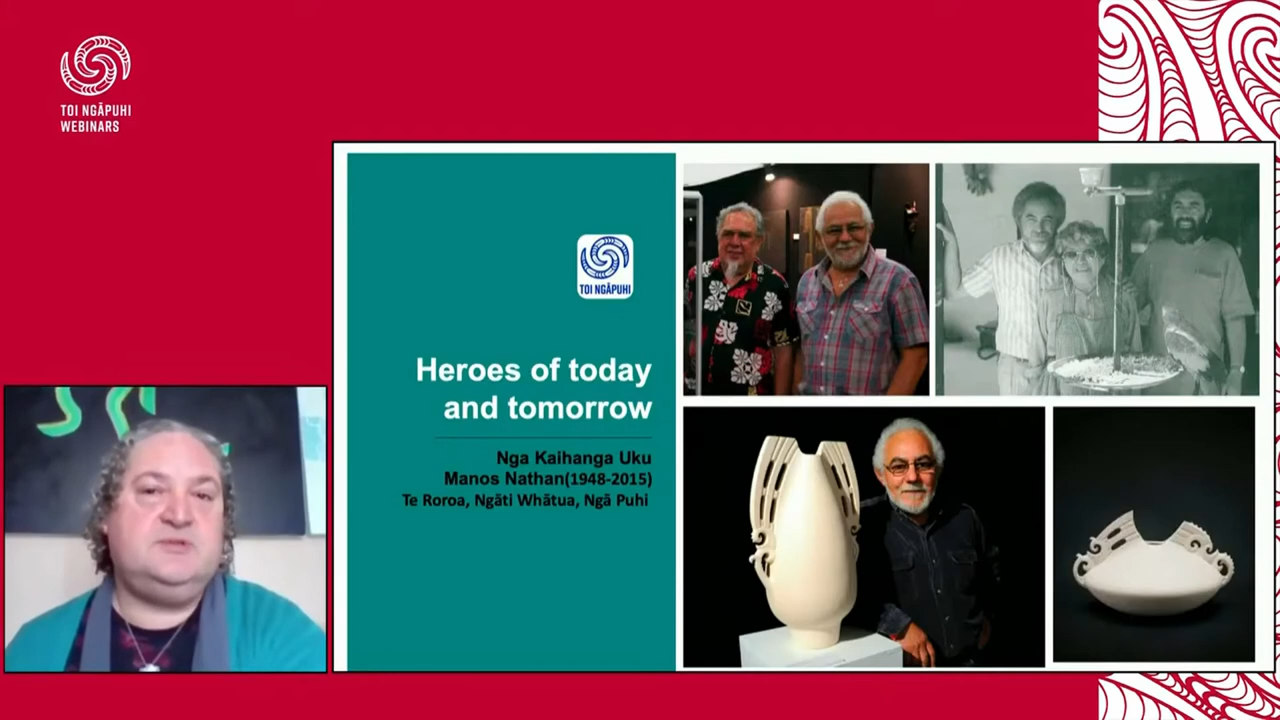 TOI NGĀPUHI
WEBINARS
TOI NGĀPUHI
Heroes of today
and tomorrow
Nga Kaihanga Uku
Manos Nathan(1948-2015)
Te Roroa, Ngāti Whātua, Ngā Puhi